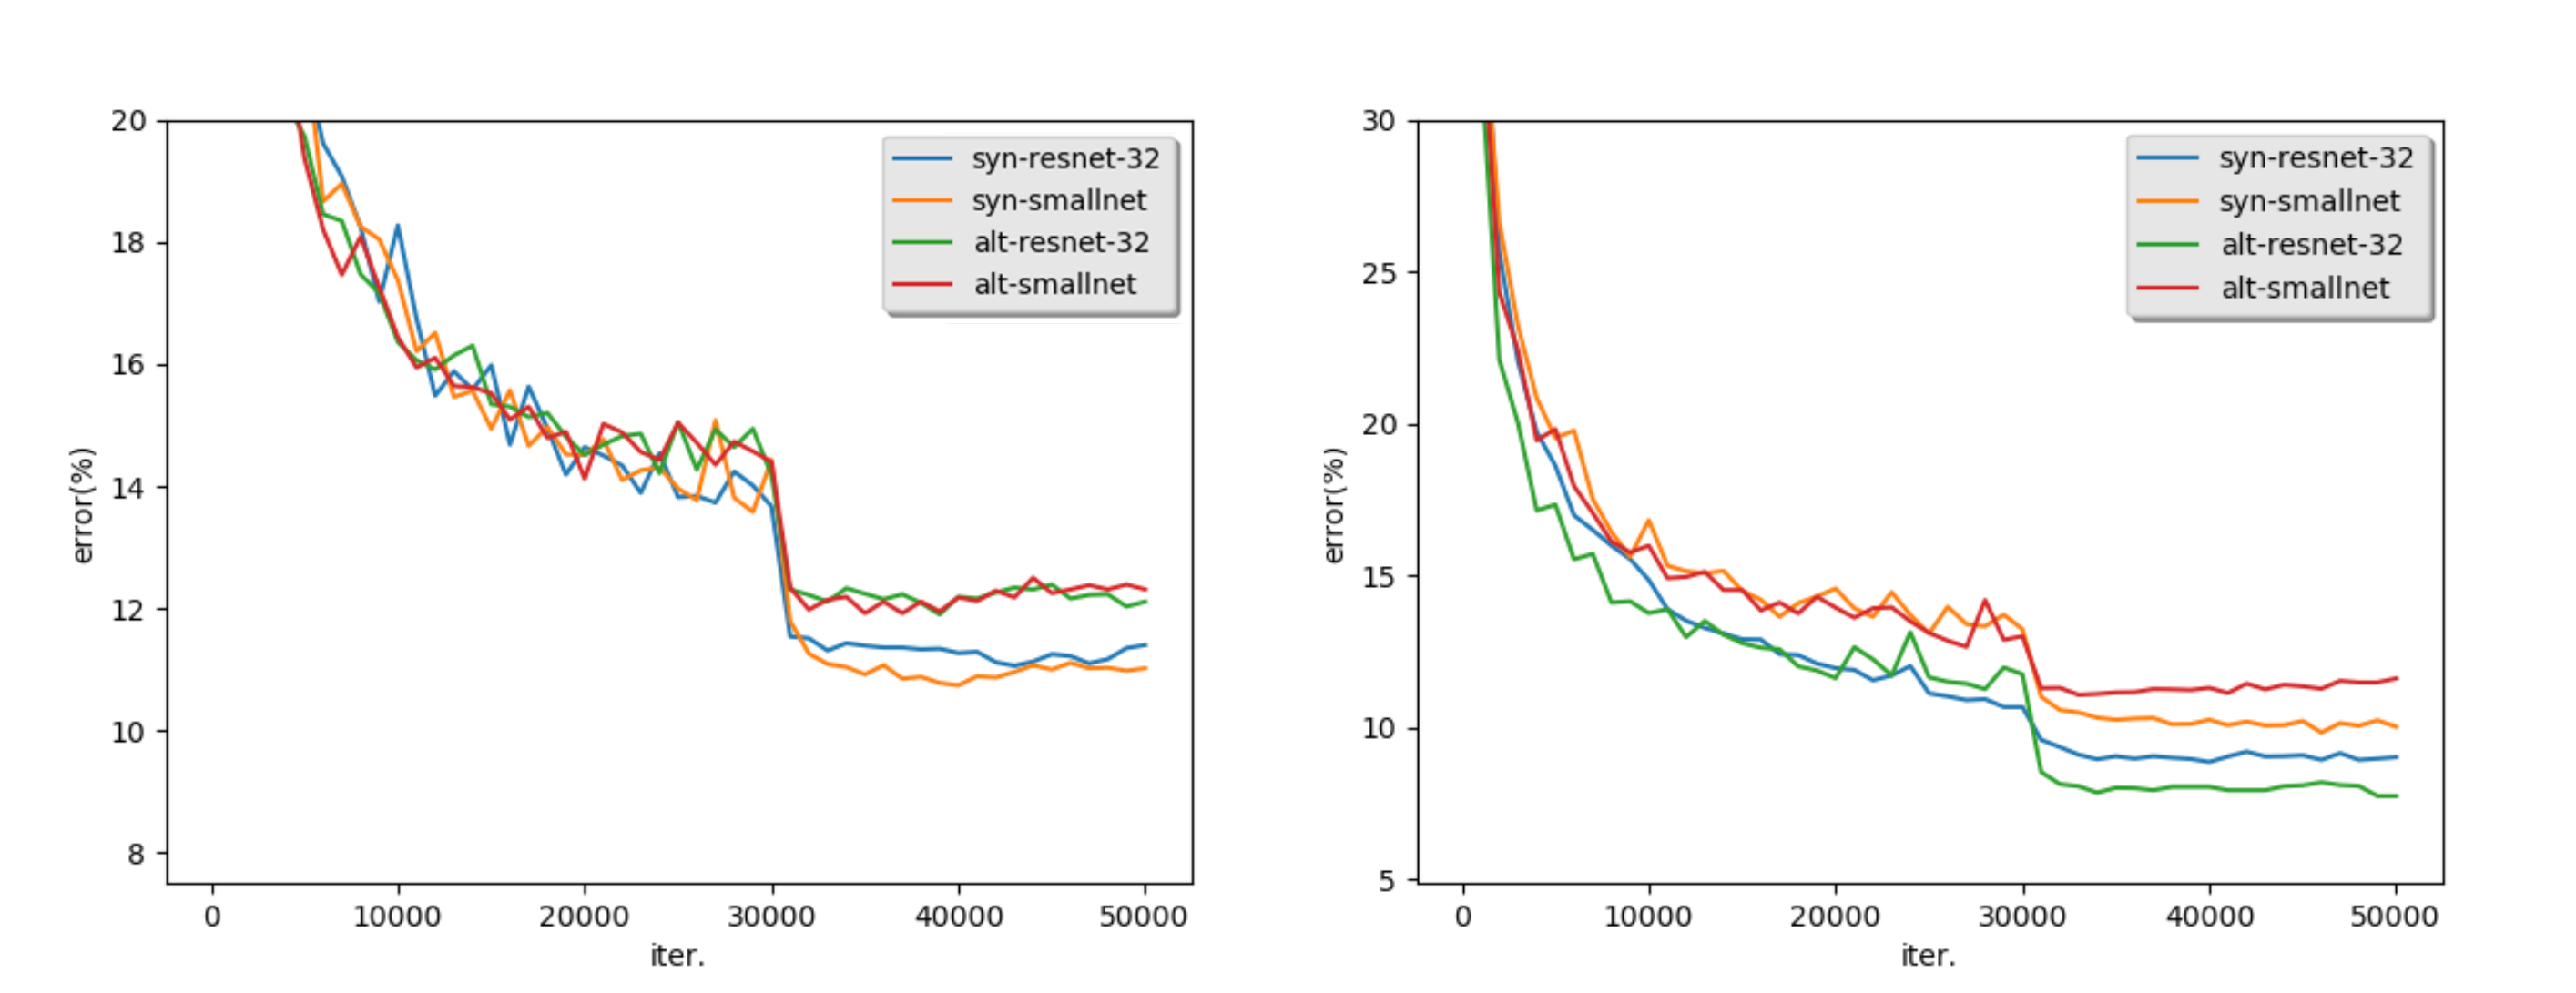 20
18
16
14
12
10
8
error(%)
syn-resnet-32
syn-smallnet
alt-resnet-32
alt-smallnet
0 10000 20000 30000 40000 50000
iter.
30
25
20
15
10
5
error(%)
syn-resnet-32
syn-smallnet
alt-resnet-32
alt-smallnet
0 10000 20000 30000 40000 50000
iter.